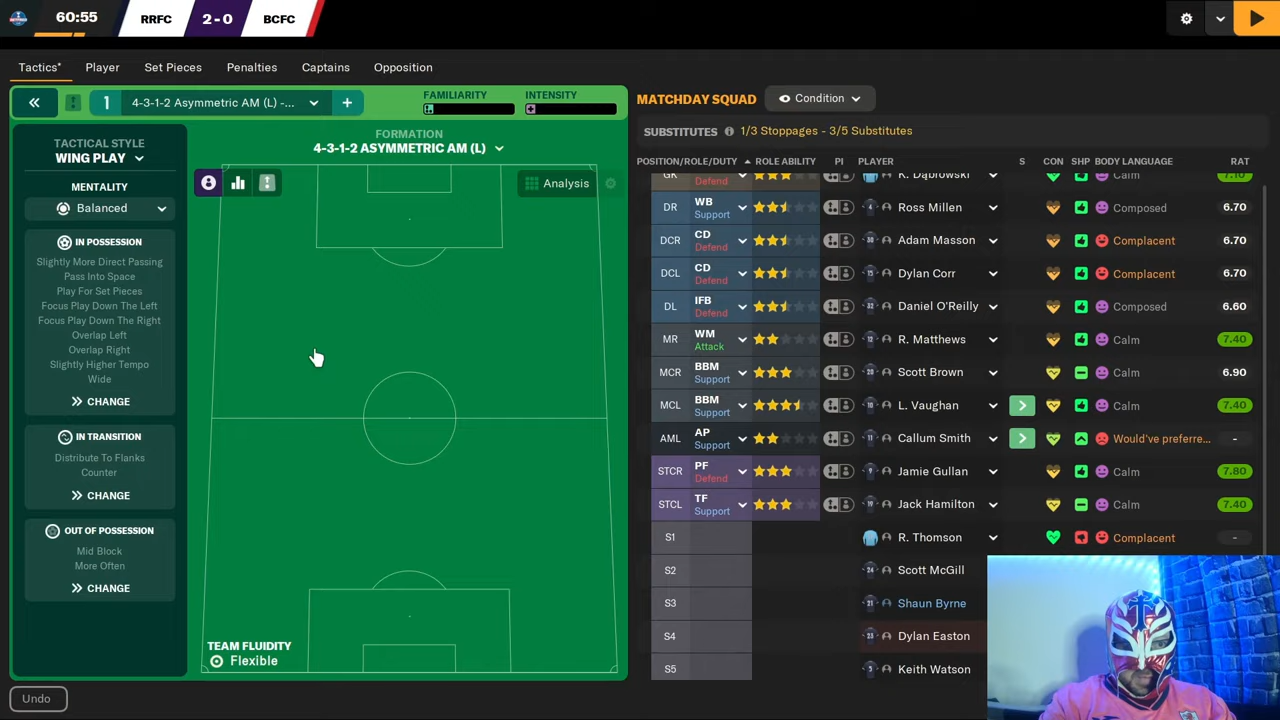 60:55 RRFC 2 - 0 BCFC
Tactics* Player Set Pieces Penalties Captains Opposition
1 4-3-1-2 Asymmetric AM (L) -...
FAMILIARITY INTENSITY
MATCHDAY SQUAD Condition
SUBSTITUTES 1/3 Stoppages - 3/5 Substitutes
TACTICAL STYLE
WING PLAY
MENTALITY
Balanced
IN POSSESSION
Slightly More Direct Passing
Pass Into Space
Play For Set Pieces
Focus Play Down The Left
Focus Play Down The Right
Overlap Left
Overlap Right
Slightly Higher Tempo
Wide
CHANGE
IN TRANSITION
Distribute To Flanks
Counter
CHANGE
OUT OF POSSESSION
Mid Block
More Often
CHANGE
FORMATION
4-3-1-2 ASYMMETRIC AM (L)
Analysis
TEAM FLUIDITY
Flexible
POSITION/ROLE/DUTY ROLE ABILITY PI PLAYER S CON SHP BODY LANGUAGE RAT
GK Defend K. Dąbrowski Calm 7.10
DR WB Support Ross Millen Composed 6.70
DCR CD Defend Adam Masson Complacent 6.70
DCL CD Defend Dylan Corr Complacent 6.70
DL IFB Defend Daniel O'Reilly Composed 6.60
MR WM Attack R. Matthews Calm 7.40
MCR BBM Support Scott Brown Calm 6.90
MCL BBM Support L. Vaughan Calm 7.40
AML AP Support Callum Smith Would've preferre... -
STCR PF Defend Jamie Gullan Calm 7.80
STCL TF Support Jack Hamilton Calm 7.40
S1 R. Thomson Complacent -
S2 Scott McGill
S3 Shaun Byrne
S4 Dylan Easton
S5 Keith Watson
Undo